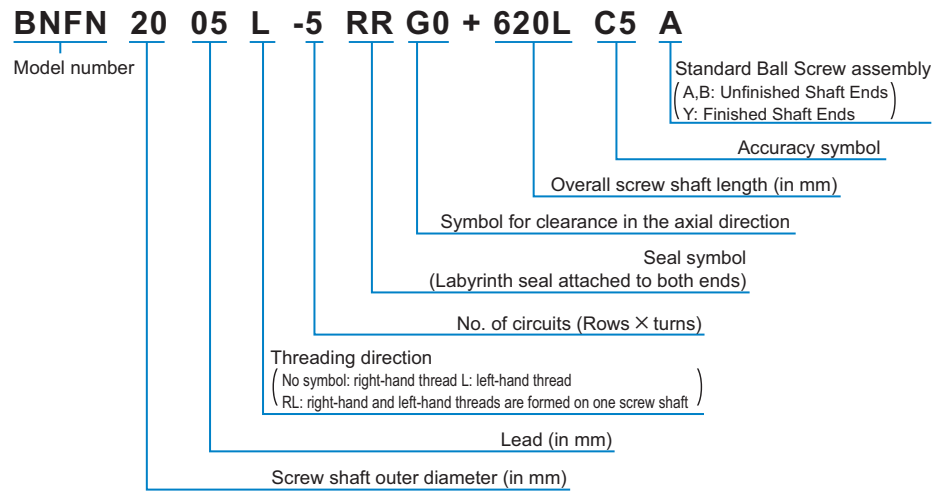 BNFN 20 05 L -5 RR G0 + 620L C5 A
Model number
Standard Ball Screw assembly
(A,B: Unfinished Shaft Ends
Y: Finished Shaft Ends)
Accuracy symbol
Overall screw shaft length (in mm)
Symbol for clearance in the axial direction
Seal symbol
(Labyrinth seal attached to both ends)
No. of circuits (Rows × turns)
Threading direction
(No symbol: right-hand thread L: left-hand thread
RL: right-hand and left-hand threads are formed on one screw shaft)
Lead (in mm)
Screw shaft outer diameter (in mm)